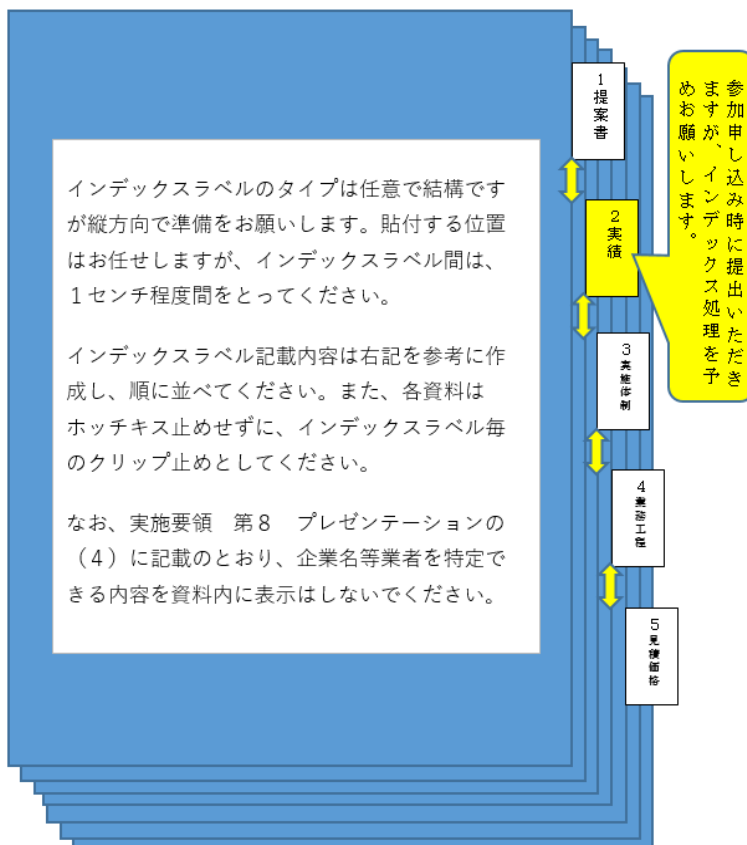 インデックスラベルのタイプは任意で結構です
が縦方向で準備をお願いします。貼付する位置
はお任せしますが、インデックスラベル間は、
１センチ程度間をとってください。
インデックスラベル記載内容は右記を参考に作
成し、順に並べてください。また、各資料は
ホッチキス止めせずに、インデックスラベル毎
のクリップ止めとしてください。
なお、実施要領　第８　プレゼンテーションの
（４）に記載のとおり、企業名等業者を特定で
きる内容を資料内に表示はしないでください。
１提案書
２実績
３実施体制
４業務工程
５見積価格
参加申し込み時に提出いただき
ますが、インデックス処理を予
めお願いします。